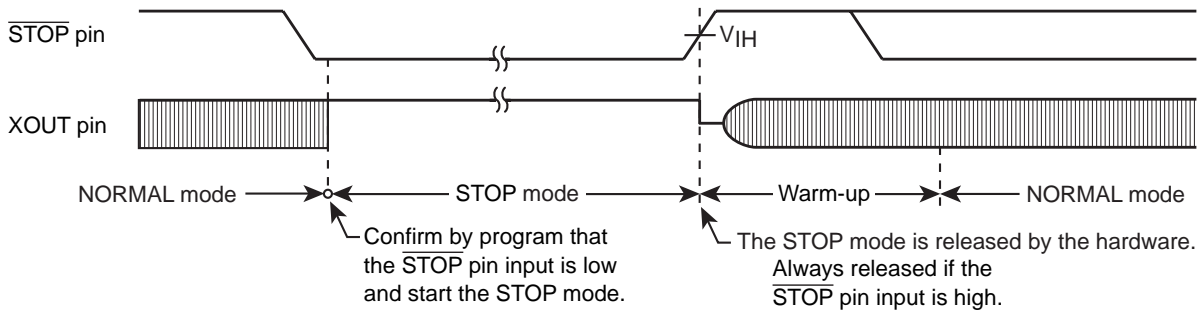 STOP pin
VIH
XOUT pin
NORMAL mode
STOP mode
Warm-up
NORMAL mode
Confirm by program that
the STOP pin input is low
and start the STOP mode.
The STOP mode is released by the hardware.
Always released if the
STOP pin input is high.